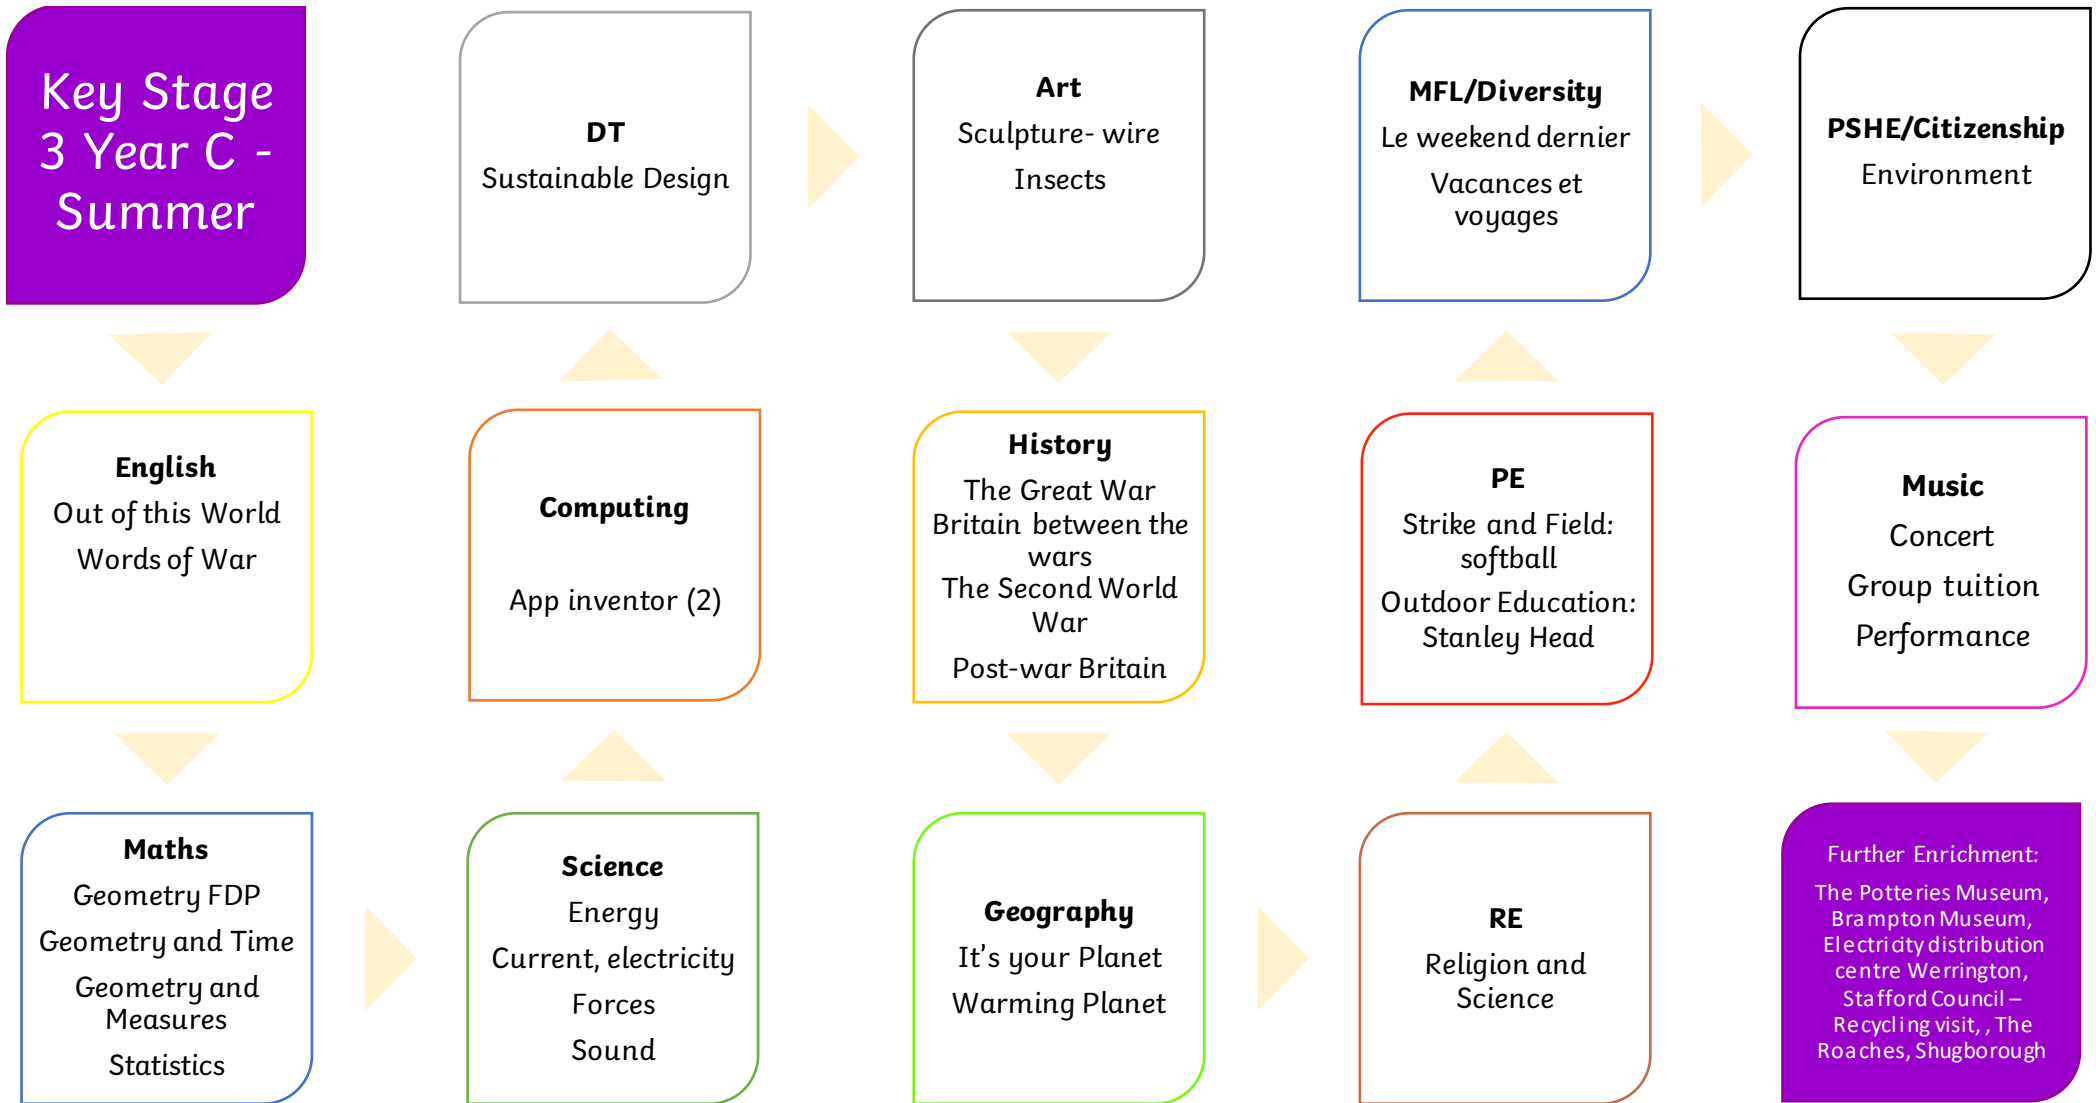 Key Stage
3 Year C -
Summer
English
Out of this World
Words of War
Maths
Geometry FDP
Geometry and Time
Geometry and
Measures
Statistics
Science
Energy
Current, electricity
Forces
Sound
Computing
App inventor (2)
DT
Sustainable Design
Art
Sculpture- wire
Insects
History
The Great War
Britain between the
wars
The Second World
War
Post-war Britain
Geography
It's your Planet
Warming Planet
RE
Religion and
Science
PE
Strike and Field:
softball
Outdoor Education:
Stanley Head
MFL/Diversity
Le weekend dernier
Vacances et
voyages
PSHE/Citizenship
Environment
Music
Concert
Group tuition
Performance
Further Enrichment:
The Potteries Museum,
Brampton Museum,
Electricity distribution
centre Werrington,
Stafford Council –
Recycling visit, , The
Roaches, Shugborough